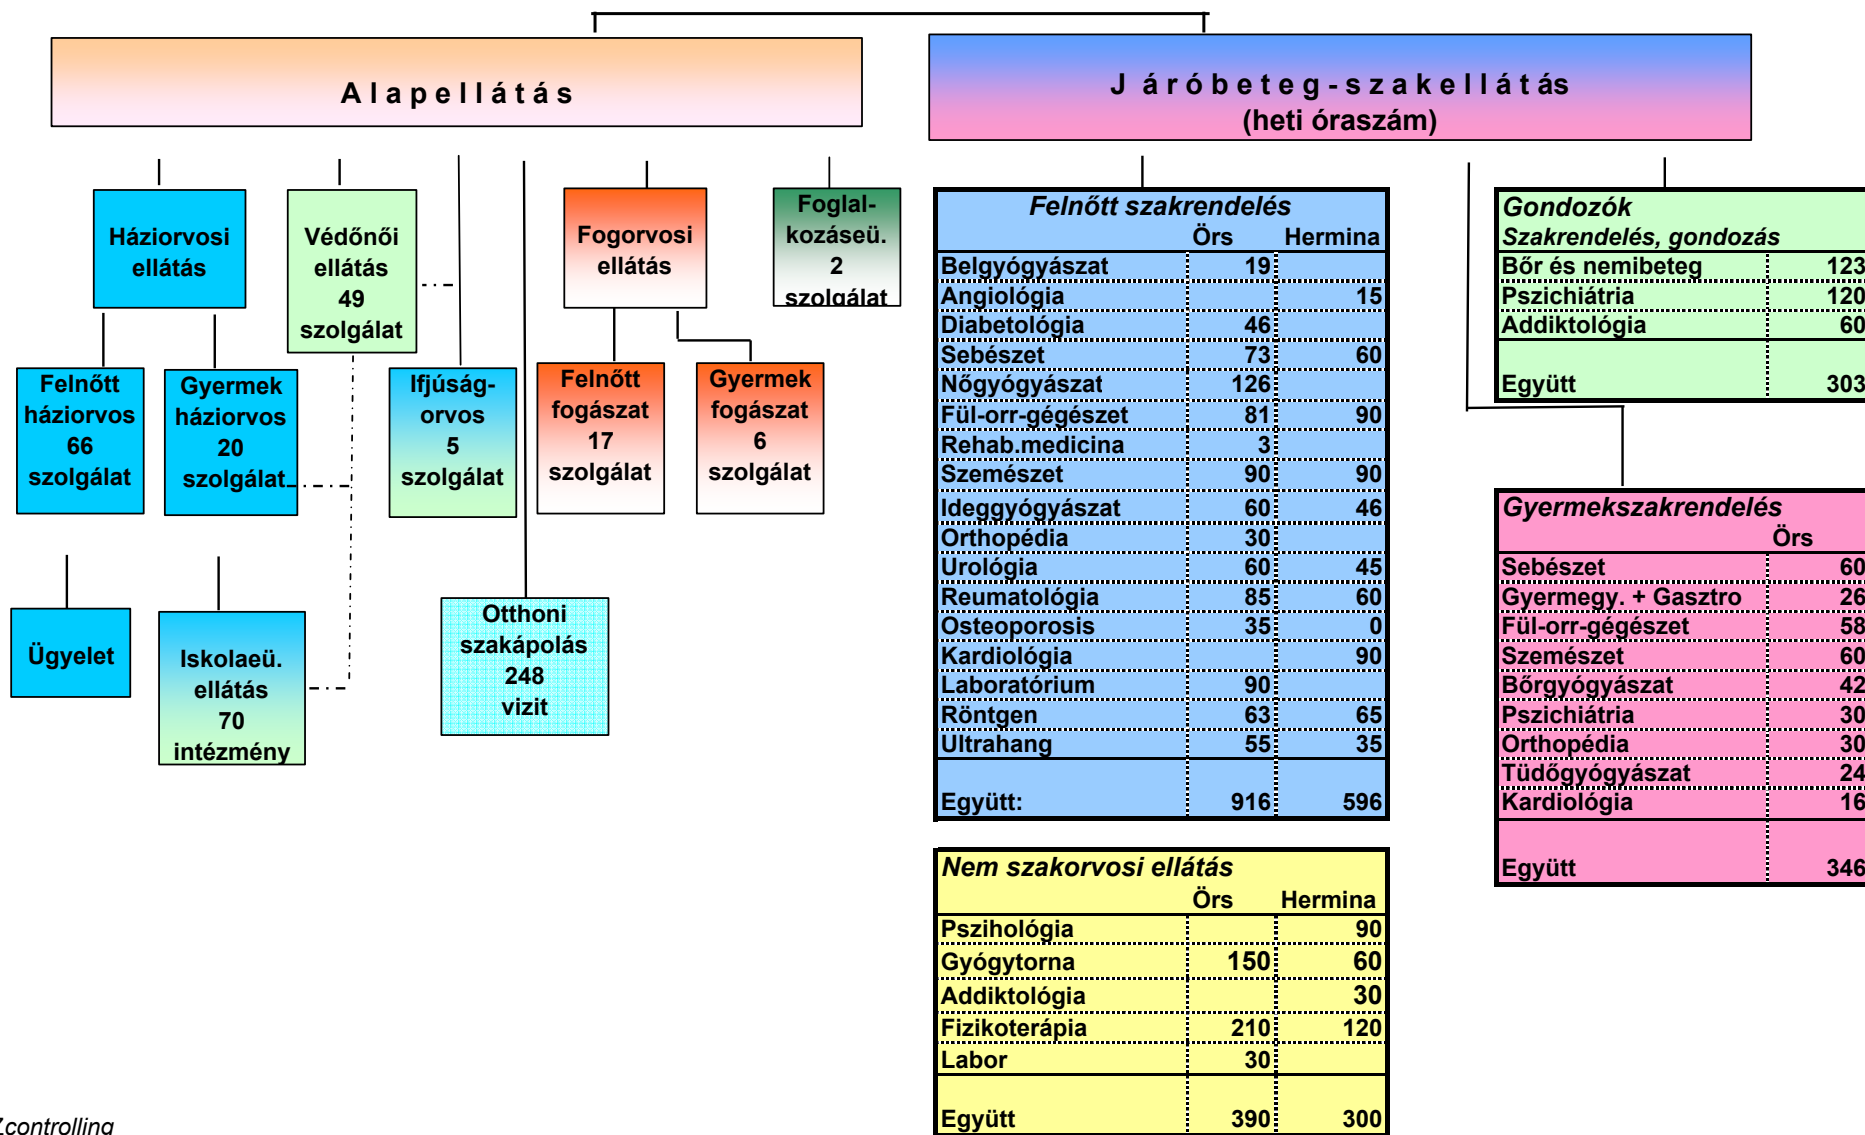 Alapellátás
Járóbeteg-szakellátás
(heti óraszám)
Háziorvosi
ellátás
Védőnői
ellátás
49
szolgálat
Fogorvosi
ellátás
Foglal-
kozáseü.
2
szolgálat
Felnőtt
háziorvos
66
szolgálat
Gyermek
háziorvos
20
szolgálat
Ifjúság-
orvos
5
szolgálat
Felnőtt
fogászat
17
szolgálat
Gyermek
fogászat
6
szolgálat
Ügyelet
Iskolaeü.
ellátás
70
intézmény
Otthoni
szakápolás
248
vizit
Felnőtt szakrendelés
Örs Hermina
Belgyógyászat 19
Angiológia 15
Diabetológia 46
Sebészet 73 60
Nőgyógyászat 126
Fül-orr-gégészet 81 90
Rehab.medicina 3
Szemészet 90 90
Ideggyógyászat 60 46
Orthopédia 30
Urológia 60 45
Reumatológia 85 60
Osteoporosis 35 0
Kardiológia 90
Laboratórium 90
Röntgen 63 65
Ultrahang 55 35
Együtt: 916 596
Nem szakorvosi ellátás
Örs Hermina
Pszihológia 90
Gyógytorna 150 60
Addiktológia 30
Fizikoterápia 210 120
Labor 30
Együtt 390 300
Gondozók
Szakrendelés, gondozás
Bőr és nemibeteg 123
Pszichiátria 120
Addiktológia 60
Együtt 303
Gyermekszakrendelés
Örs
Sebészet 60
Gyermegy. + Gasztro 26
Fül-orr-gégészet 58
Szemészet 60
Bőrgyógyászat 42
Pszichiátria 30
Orthopédia 30
Tüdőgyógyászat 24
Kardiológia 16
Együtt 346
Zcontrolling